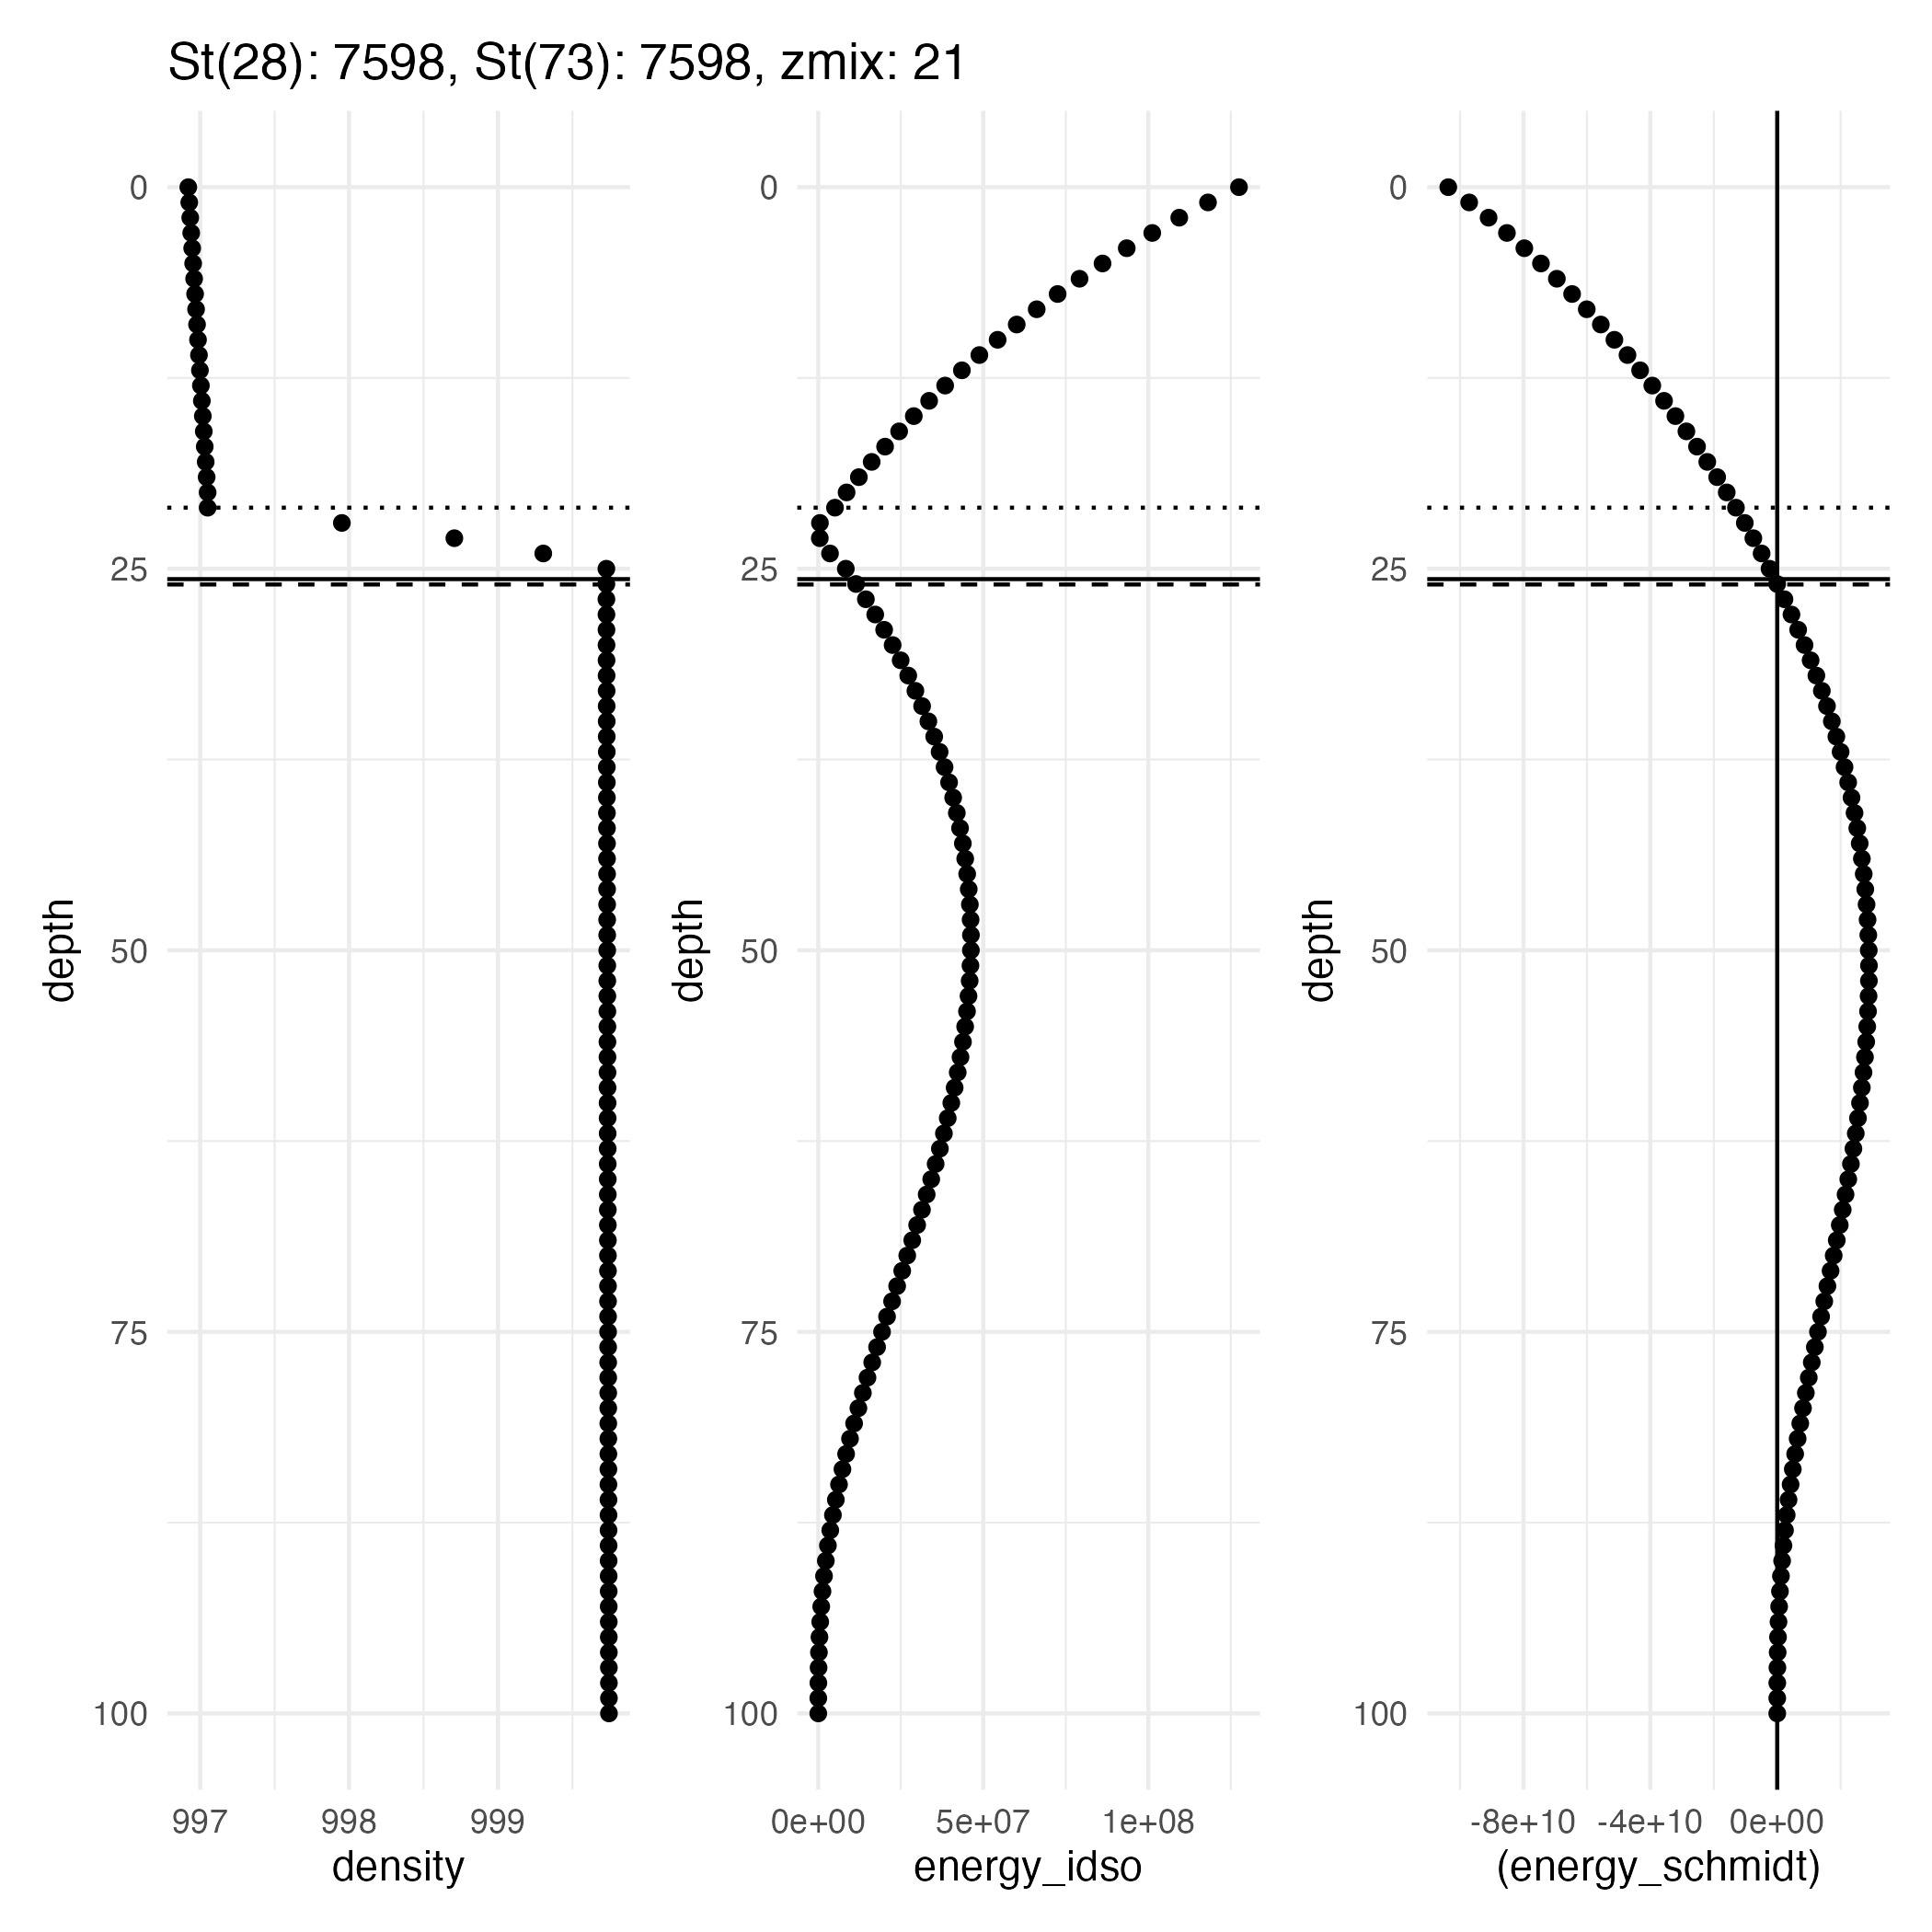 St(28): 7598, St(73): 7598, zmix: 21
0
25
50
75
100
depth
997 998 999
density
0
25
50
75
100
depth
0e+00 5e+07 1e+08
energy_idso
0
25
50
75
100
depth
-8e+10 -4e+10 0e+00
(energy_schmidt)